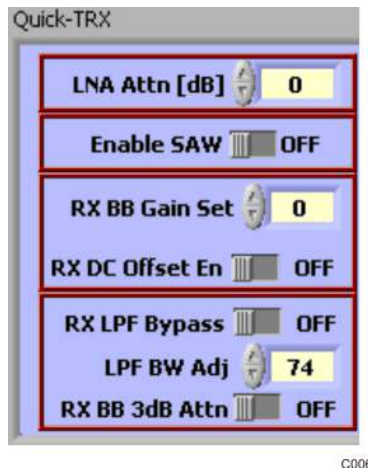 Quick-TRX
LNA Attn [dB] 0
Enable SAW OFF
RX BB Gain Set 0
RX DC Offset En OFF
RX LPF Bypass OFF
LPF BW Adj 74
RX BB 3dB Attn OFF
C006